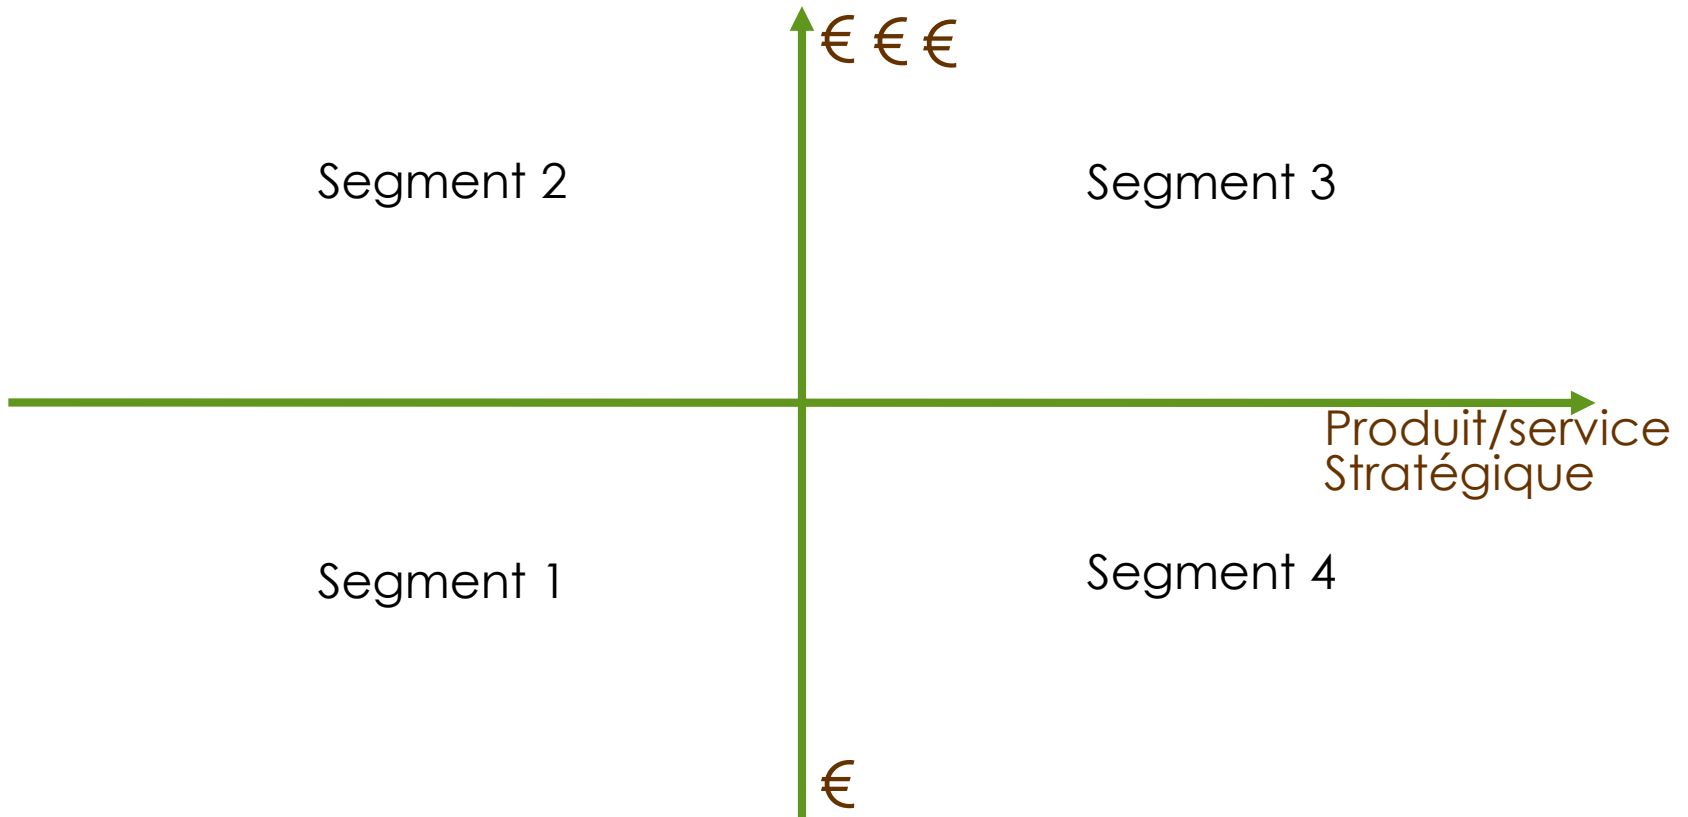 € € €
Segment 2
Segment 3
Produit/service
Stratégique
Segment 1
Segment 4
€